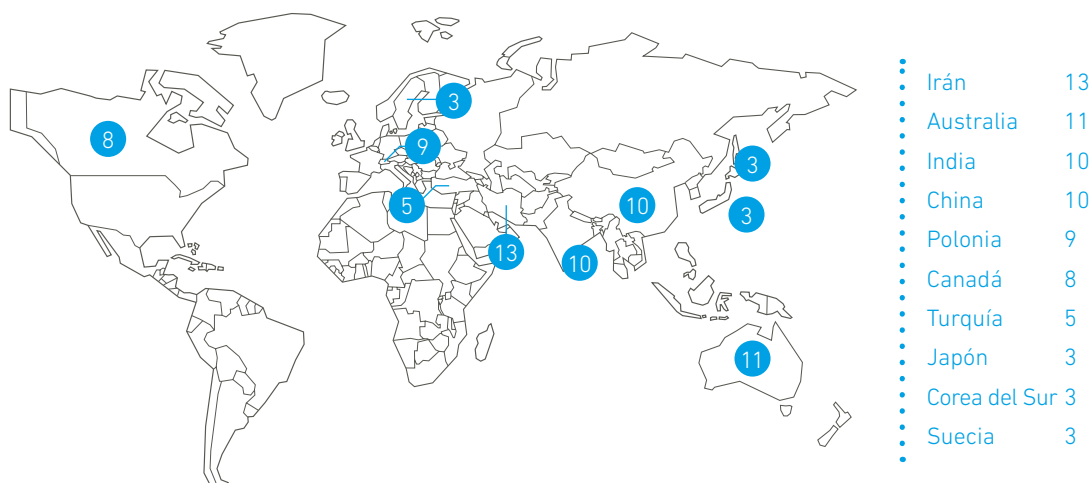 3
8
9
3
5
10
3
13
10
11
Irán 13
Australia 11
India 10
China 10
Polonia 9
Canadá 8
Turquía 5
Japón 3
Corea del Sur 3
Suecia 3